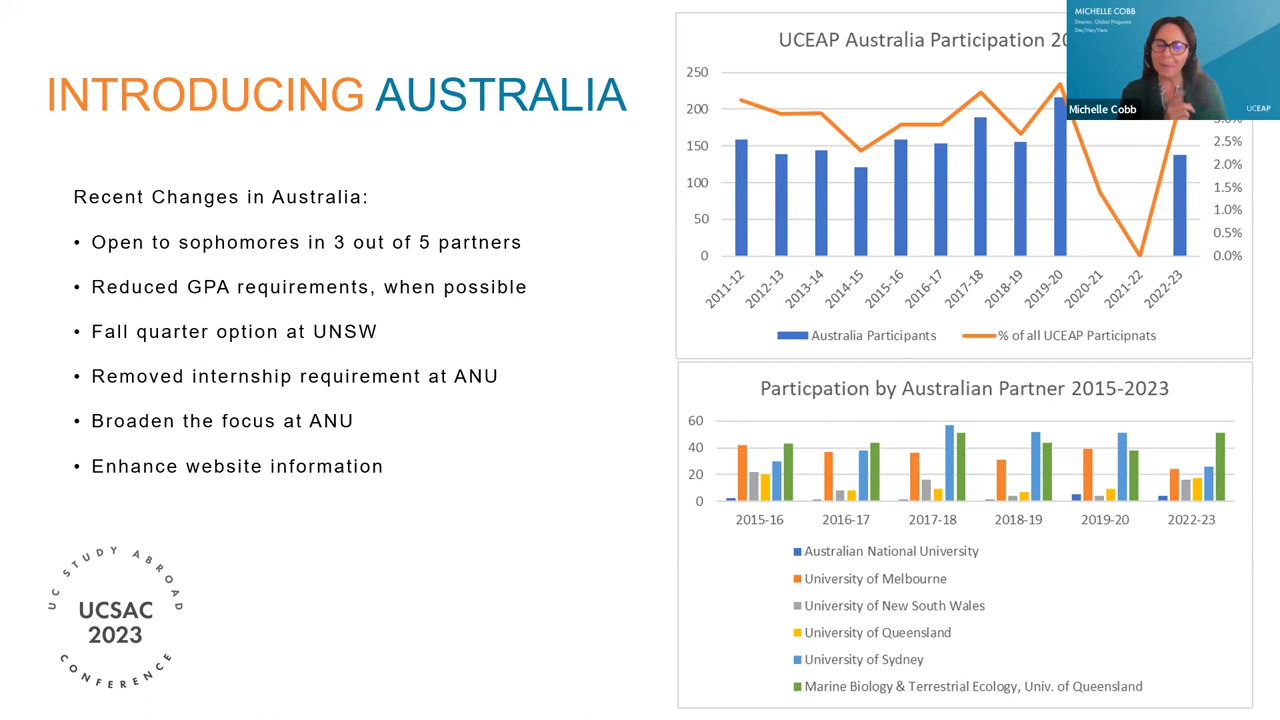 INTRODUCING AUSTRALIA
Recent Changes in Australia:
• Open to sophomores in 3 out of 5 partners
• Reduced GPA requirements, when possible
• Fall quarter option at UNSW
• Removed internship requirement at ANU
• Broaden the focus at ANU
• Enhance website information
UC STUDY ABROAD
UCSAC
2023
CONFERENCE
UCEAP Australia Participation 20
250
200
150
100
50
0
2.5%
2.0%
1.5%
1.0%
0.5%
0.0%
2011-12 2012-13 2013-14 2014-15 2015-16 2016-17 2017-18 2018-19 2019-20 2020-21 2021-22 2022-23
Australia Participants % of all UCEAP Participnats
Particpation by Australian Partner 2015-2023
60
40
20
0
2015-16 2016-17 2017-18 2018-19 2019-20 2022-23
Australian National University
University of Melbourne
University of New South Wales
University of Queensland
University of Sydney
Marine Biology & Terrestrial Ecology, Univ. of Queensland
MICHELLE COBB
Director, Global Programs
She/Her/Hers
Michelle Cobb
UCEAP